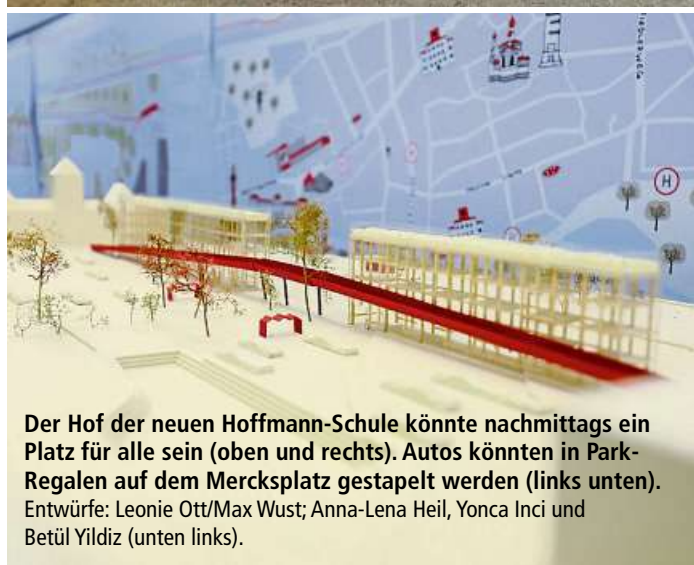 H
Der Hof der neuen Hoffmann-Schule könnte nachmittags ein
Platz für alle sein (oben und rechts). Autos könnten in Park-
Regalen auf dem Mercksplatz gestapelt werden (links unten).
Entwürfe: Leonie Ott/Max Wust; Anna-Lena Heil, Yonca Inci und
Betül Yildiz (unten links).